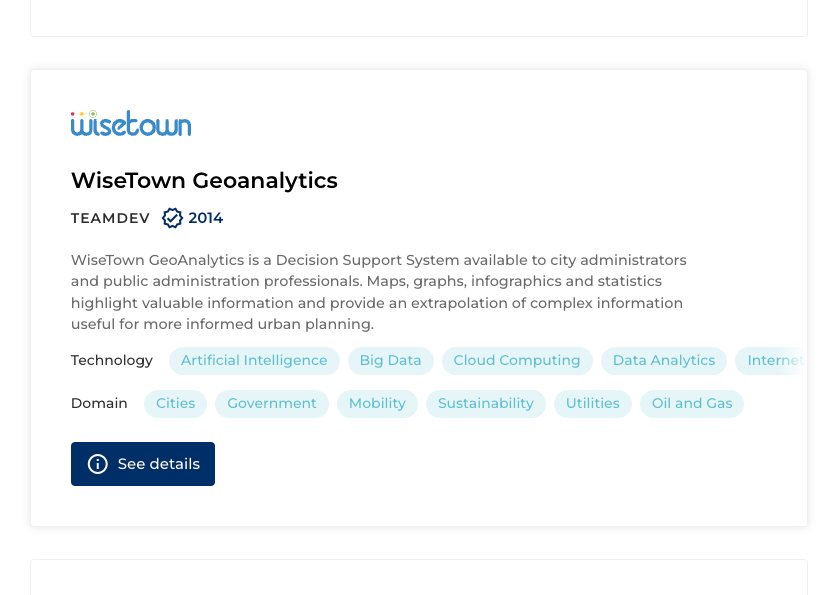 wisetown
WiseTown Geoanalytics
TEAMDEV 2014
WiseTown GeoAnalytics is a Decision Support System available to city administrators
and public administration professionals. Maps, graphs, infographics and statistics
highlight valuable information and provide an extrapolation of complex information
useful for more informed urban planning.
Technology Artificial Intelligence Big Data Cloud Computing Data Analytics Internet
Domain Cities Government Mobility Sustainability Utilities Oil and Gas
See details